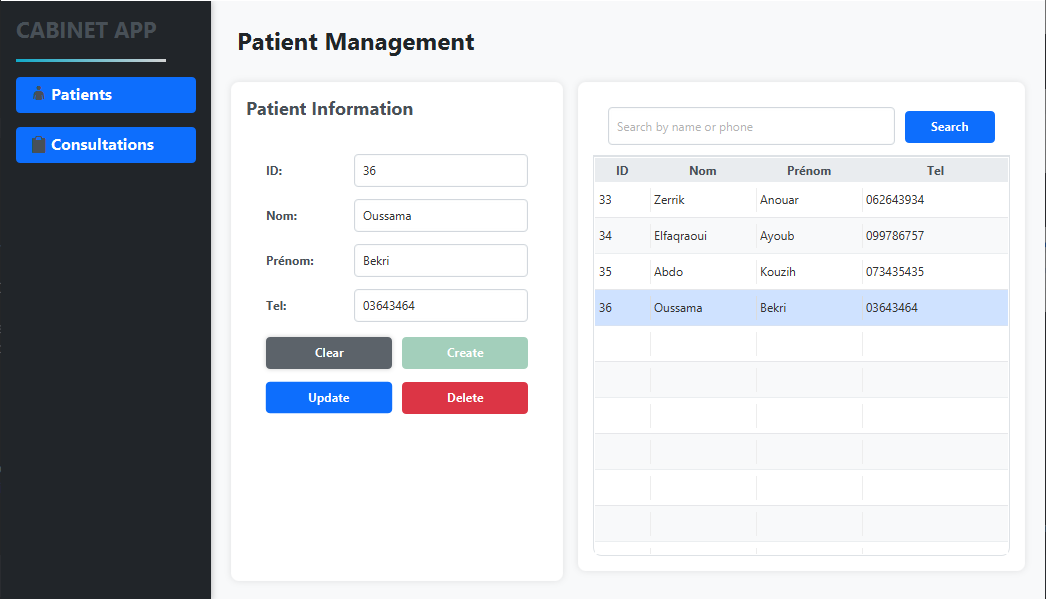 CABINET APP
Patients
Consultations
Patient Management
Patient Information
ID: 36
Nom: Oussama
Prénom: Bekri
Tel: 03643464
Clear Create
Update Delete
Search by name or phone Search
ID Nom Prénom Tel
33 Zerrik Anouar 062643934
34 Elfaqraoui Ayoub 099786757
35 Abdo Kouzih 073435435
36 Oussama Bekri 03643464